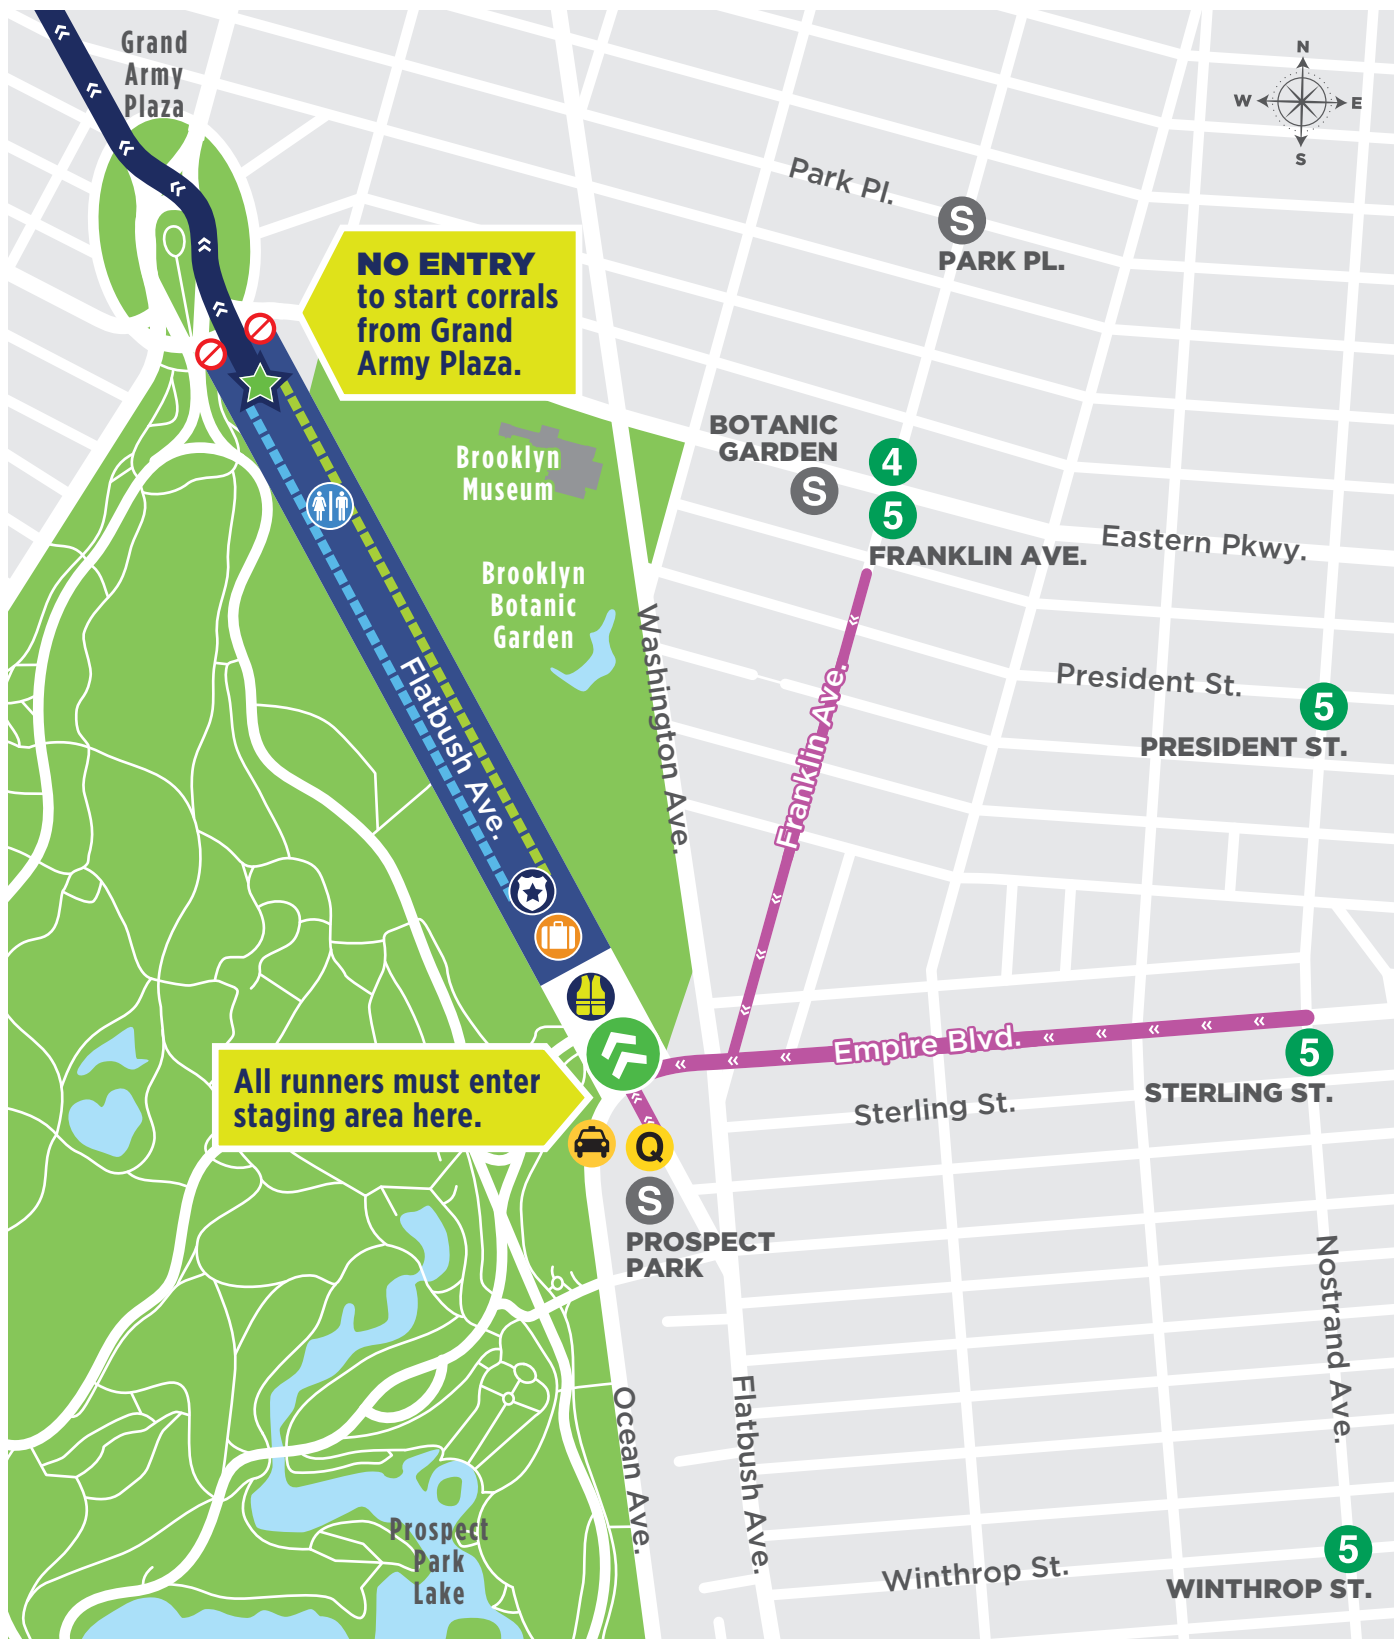 Grand
Army
Plaza
N
W
E
S
Park Pl.
S
PARK PL.
NO ENTRY
to start corrals
from Grand
Army Plaza.
BOTANIC
GARDEN
S
4
5
FRANKLIN AVE.
Eastern Pkwy.
Brooklyn
Museum
Brooklyn
Botanic
Garden
Washington Ave.
Flatbush Ave.
Franklin Ave.
President St.
5
PRESIDENT ST.
Empire Blvd.
5
STERLING ST.
Sterling St.
All runners must enter
staging area here.
Q
S
PROSPECT
PARK
Nostrand Ave.
Ocean Ave.
Flatbush Ave.
Prospect
Park
Lake
Winthrop St.
5
WINTHROP ST.